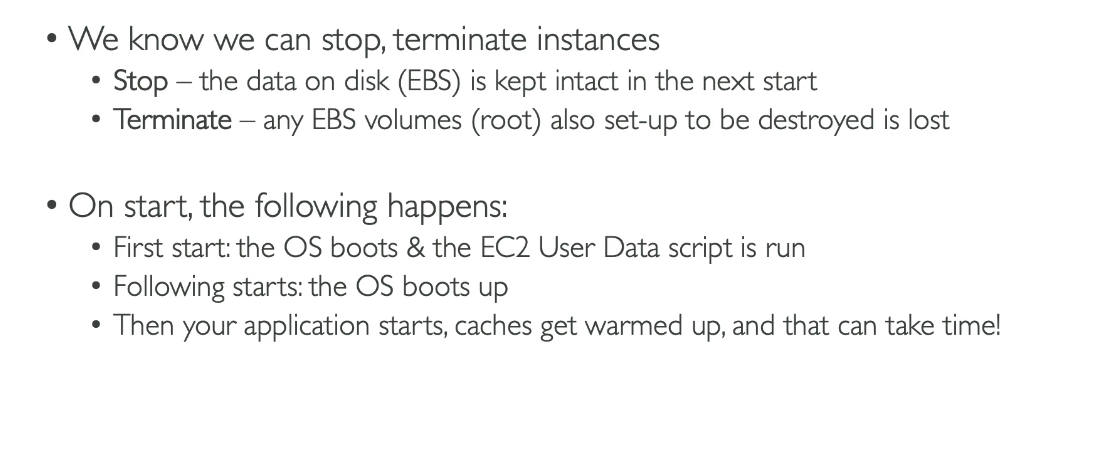 • We know we can stop, terminate instances
• Stop – the data on disk (EBS) is kept intact in the next start
• Terminate – any EBS volumes (root) also set-up to be destroyed is lost
• On start, the following happens:
• First start: the OS boots & the EC2 User Data script is run
• Following starts: the OS boots up
• Then your application starts, caches get warmed up, and that can take time!